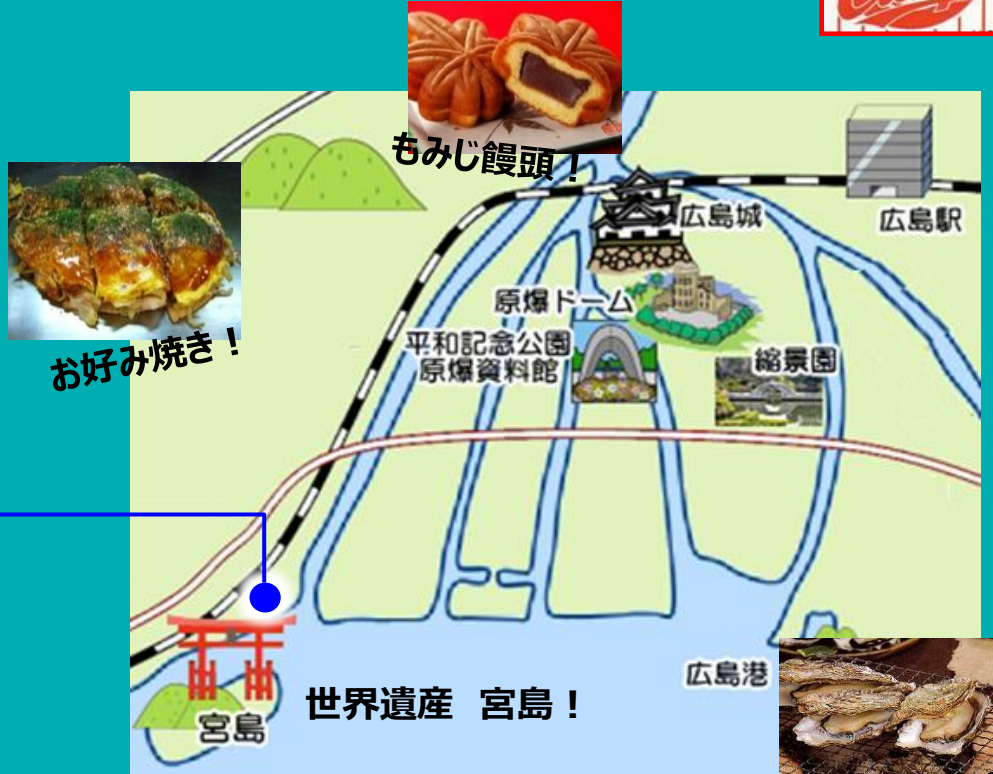 もみじ饅頭！
広島城
広島駅
原爆ドーム
お好み焼き！
平和記念公園
原爆資料館
縮景園
広島港
世界遺産 宮島！
宮島